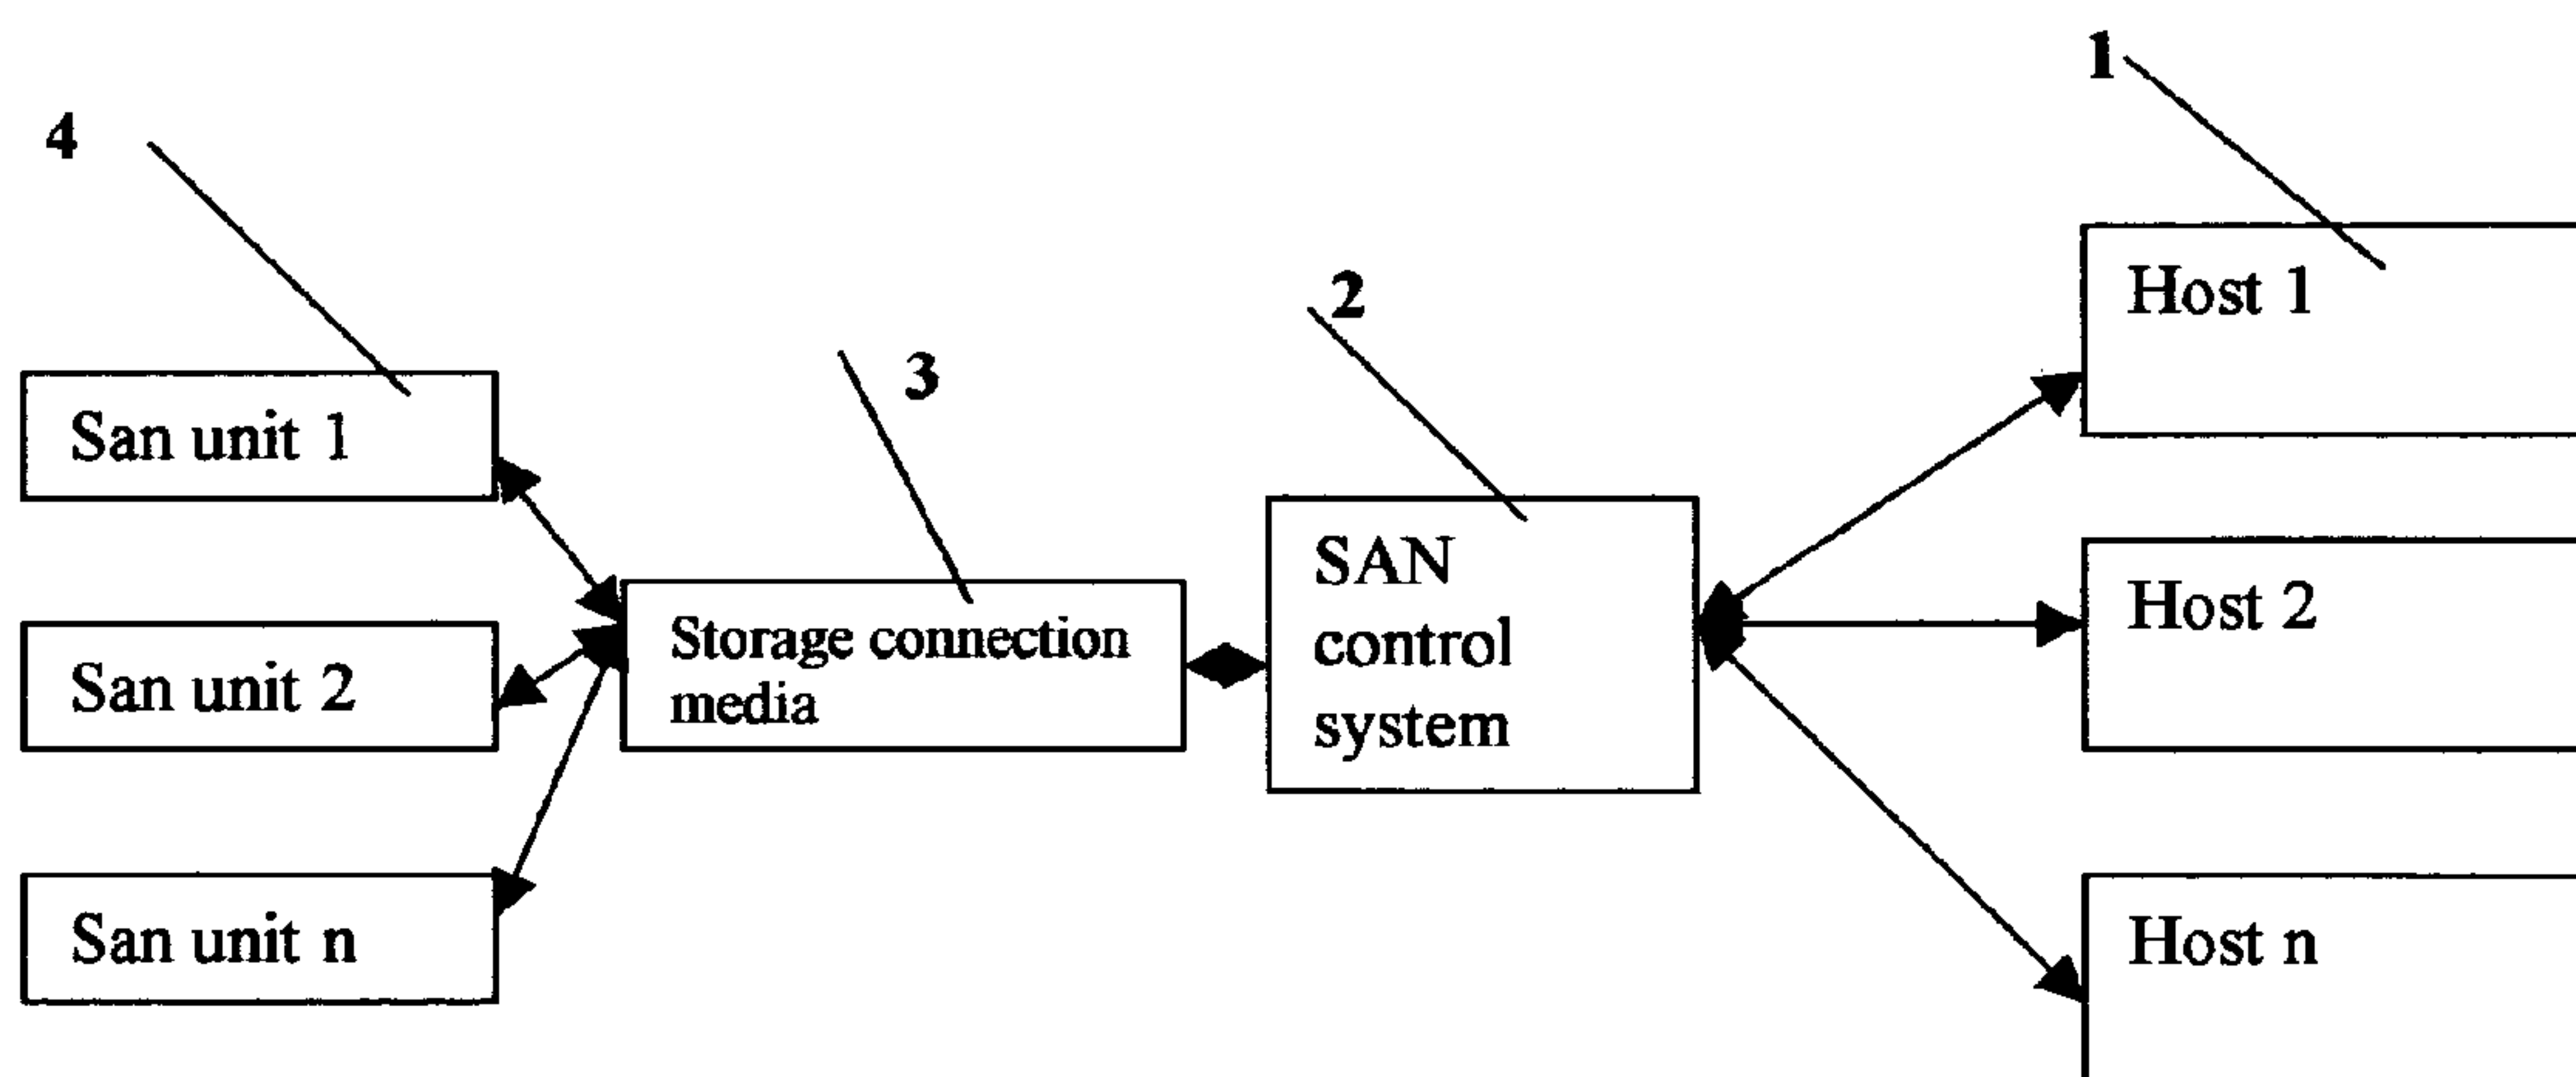 1
4
2
Host 1
3
San unit 1
SAN
control
system
Host 2
Storage connection
media
San unit 2
San unit n
Host n